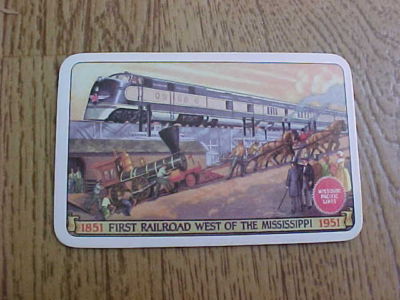 1851 FIRST RAILROAD WEST OF THE MISSISSIPPI 1951
MISSOURI
PACIFIC
LINES